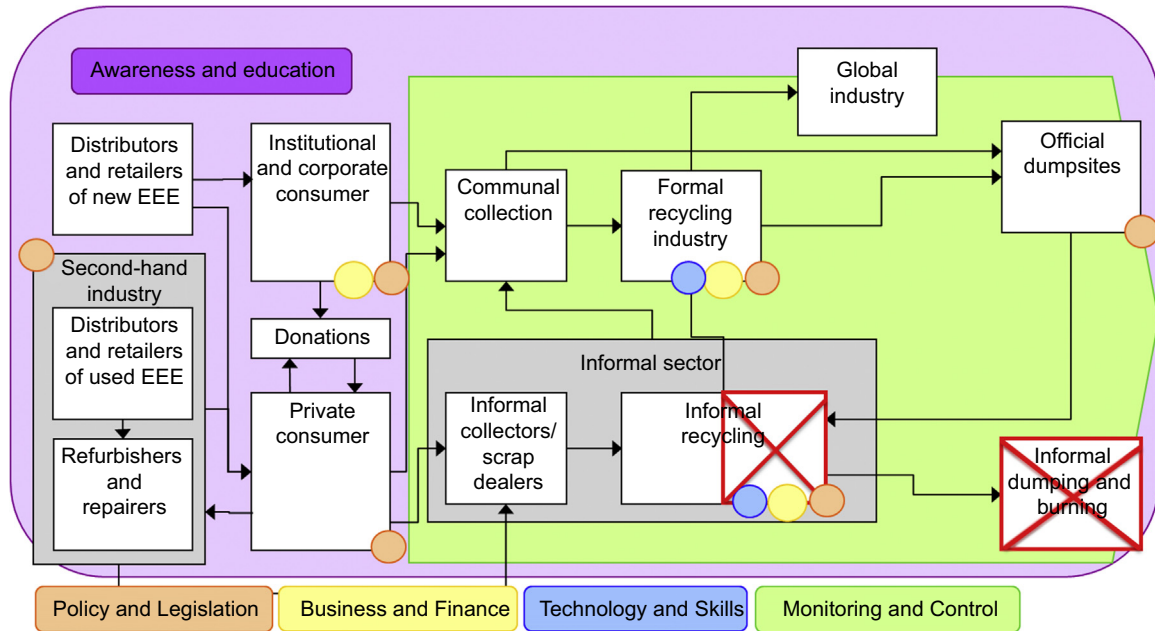 Awareness and education
Global
industry
Distributors
and retailers
of new EEE
Institutional
and corporate
consumer
Communal
collection
Formal
recycling
industry
Official
dumpsites
Second-hand
industry
Distributors
and retailers
of used EEE
Refurbishers
and
repairers
Donations
Private
consumer
Informal sector
Informal
collectors/
scrap
dealers
Informal
recycling
Informal
dumping and
burning
Policy and Legislation
Business and Finance
Technology and Skills
Monitoring and Control